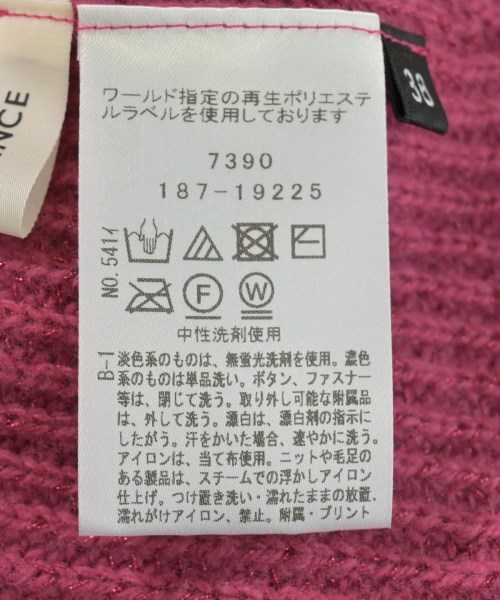 NCE
38
ワールド指定の再生ポリエステ
ルラベルを使用しております
7390
187-19225
NO.541イ
F
W
中性洗剤使用
B-1
淡色系のものは、無蛍光洗剤を使用。濃色
系のものは単品洗い。ボタン、ファスナー
等は、閉じて洗う。取り外し可能な附属品
は、外して洗う。漂白は、漂白剤の指示に
したがう。汗をかいた場合、速やかに洗う。
アイロンは、当て布使用。ニットや毛足の
ある製品は、スチームでの浮かしアイロン
仕上げ。つけ置き洗い・濡れたままの放置、
濡れがけアイロン、禁止。附属・プリント